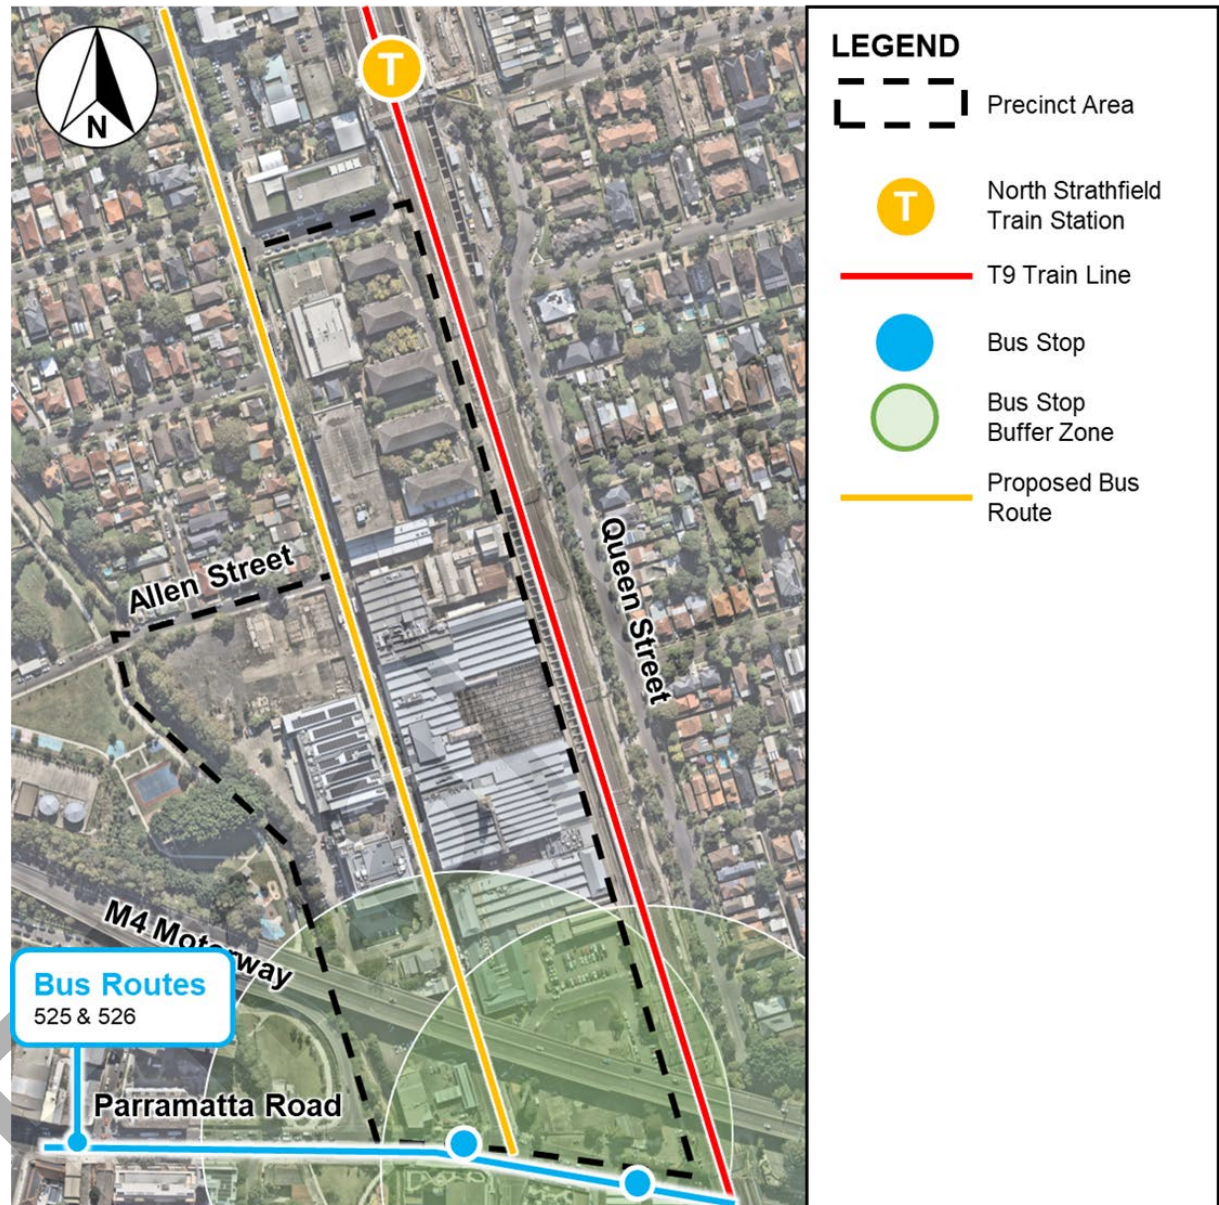 N
T
Allen Street
Queen Street
M4 Motorway
Bus Routes
525 & 526
Parramatta Road
LEGEND
Precinct Area
T
North Strathfield
Train Station
T9 Train Line
Bus Stop
Bus Stop
Buffer Zone
Proposed Bus
Route